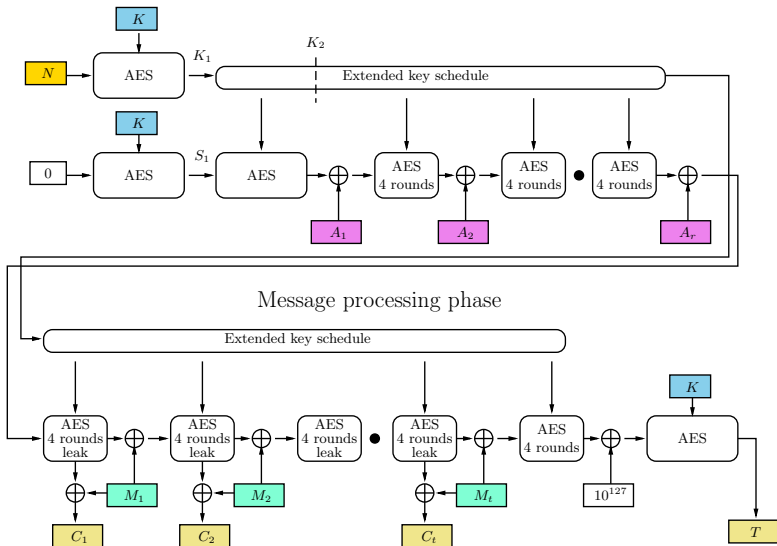 K
K₂
N
AES
K₁
Extended key schedule
K
0
AES
S₁
AES
AES
4 rounds
AES
4 rounds
AES
4 rounds
A₁
A₂
Aᵣ
Message processing phase
Extended key schedule
K
AES
4 rounds
leak
AES
4 rounds
leak
AES
4 rounds
leak
AES
4 rounds
leak
AES
4 rounds
AES
M₁
M₂
Mₜ
10¹²⁷
C₁
C₂
Cₜ
T